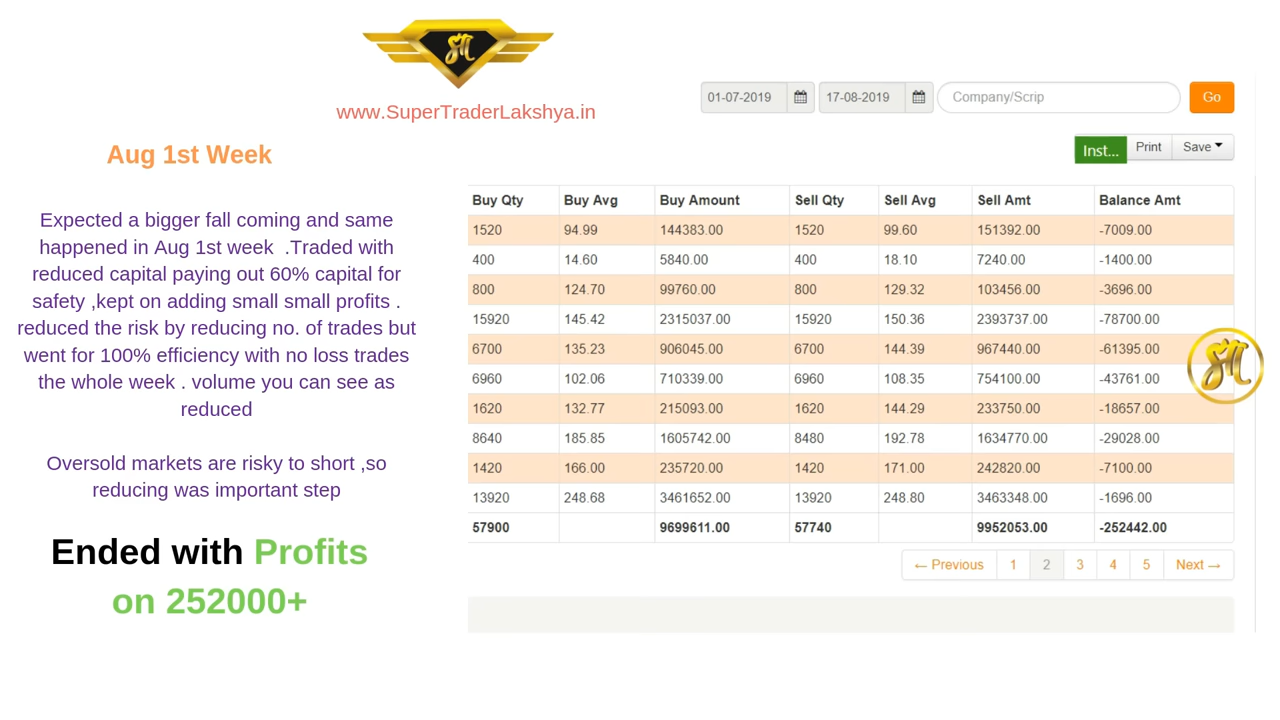 SM
www.SuperTraderLakshya.in
Aug 1st Week
Expected a bigger fall coming and same
happened in Aug 1st week .Traded with
reduced capital paying out 60% capital for
safety ,kept on adding small small profits .
reduced the risk by reducing no. of trades but
went for 100% efficiency with no loss trades
the whole week . volume you can see as
reduced
Oversold markets are risky to short ,so
reducing was important step
Ended with Profits
on 252000+
01-07-2019 17-08-2019 Company/Scrip Go
Inst... Print Save
Buy Qty Buy Avg Buy Amount Sell Qty Sell Avg Sell Amt Balance Amt
1520 94.99 144383.00 1520 99.60 151392.00 -7009.00
400 14.60 5840.00 400 18.10 7240.00 -1400.00
800 124.70 99760.00 800 129.32 103456.00 -3696.00
15920 145.42 2315037.00 15920 150.36 2393737.00 -78700.00
6700 135.23 906045.00 6700 144.39 967440.00 -61395.00
6960 102.06 710339.00 6960 108.35 754100.00 -43761.00
1620 132.77 215093.00 1620 144.29 233750.00 -18657.00
8640 185.85 1605742.00 8480 192.78 1634770.00 -29028.00
1420 166.00 235720.00 1420 171.00 242820.00 -7100.00
13920 248.68 3461652.00 13920 248.80 3463348.00 -1696.00
57900 9699611.00 57740 9952053.00 -252442.00
← Previous 1 2 3 4 5 Next →
SM